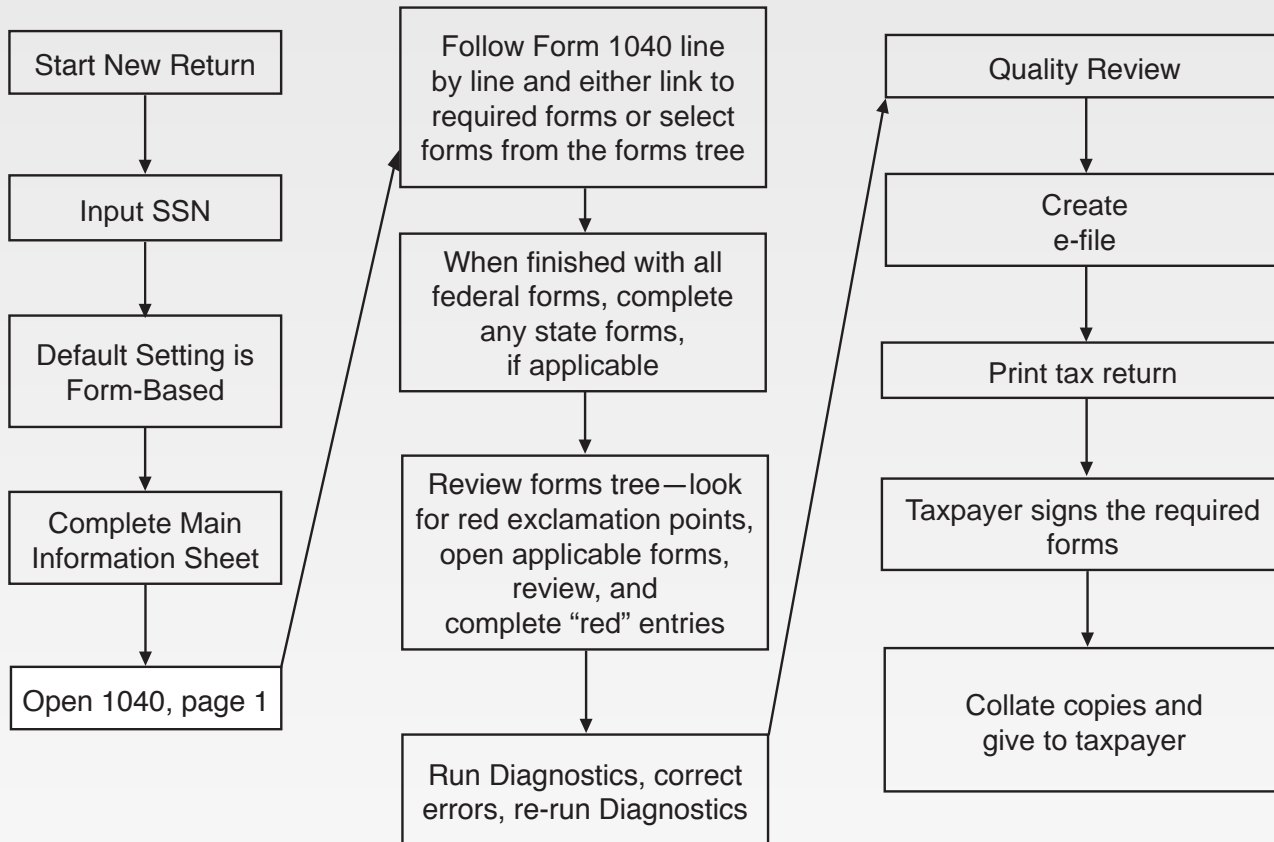 Start New Return
Input SSN
Default Setting is
Form-Based
Complete Main
Information Sheet
Open 1040, page 1
Follow Form 1040 line
by line and either link to
required forms or select
forms from the forms tree
When finished with all
federal forms, complete
any state forms,
if applicable
Review forms tree—look
for red exclamation points,
open applicable forms,
review, and
complete “red” entries
Run Diagnostics, correct
errors, re-run Diagnostics
Quality Review
Create
e-file
Print tax return
Taxpayer signs the required
forms
Collate copies and
give to taxpayer